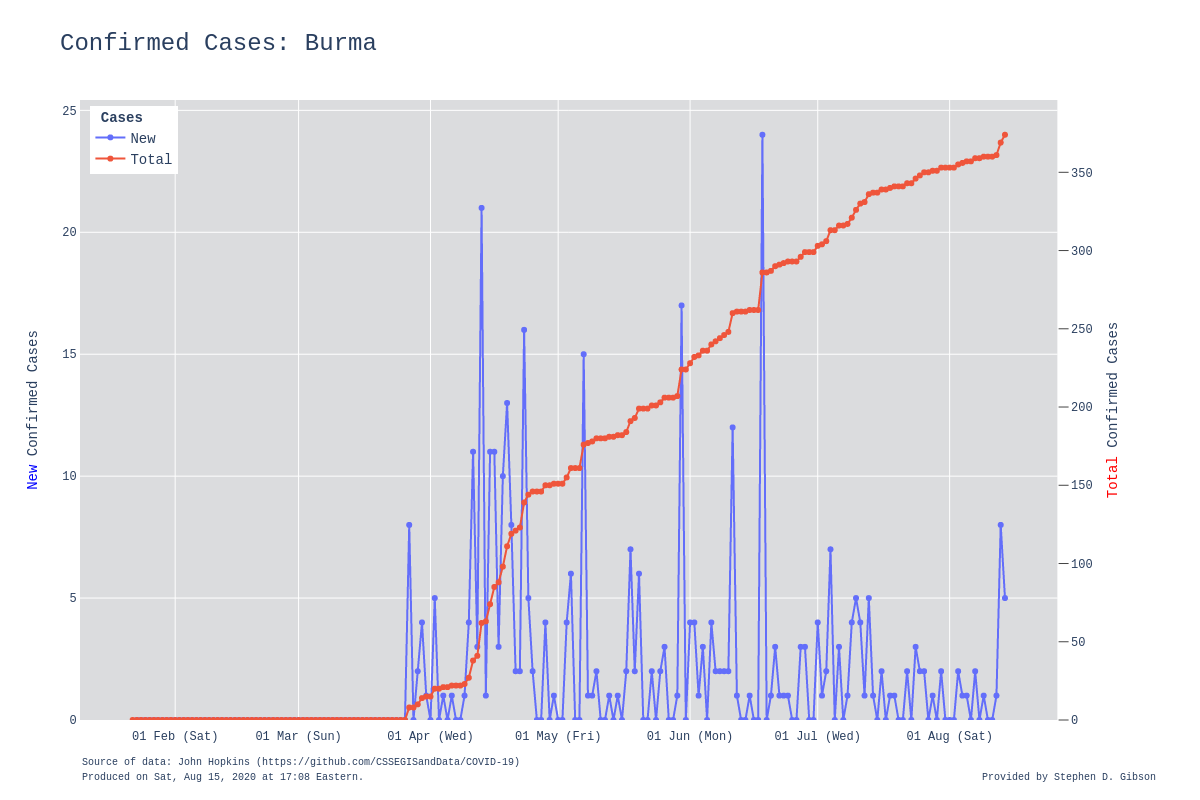 Confirmed Cases: Burma
Cases
New
Total
25
20
15
10
5
0
350
300
250
200
150
100
50
0
New Confirmed Cases
Total Confirmed Cases
01 Feb (Sat)
01 Mar (Sun)
01 Apr (Wed)
01 May (Fri)
01 Jun (Mon)
01 Jul (Wed)
01 Aug (Sat)
Source of data: John Hopkins (https://github.com/CSSEGISandData/COVID-19)
Produced on Sat, Aug 15, 2020 at 17:08 Eastern.
Provided by Stephen D. Gibson